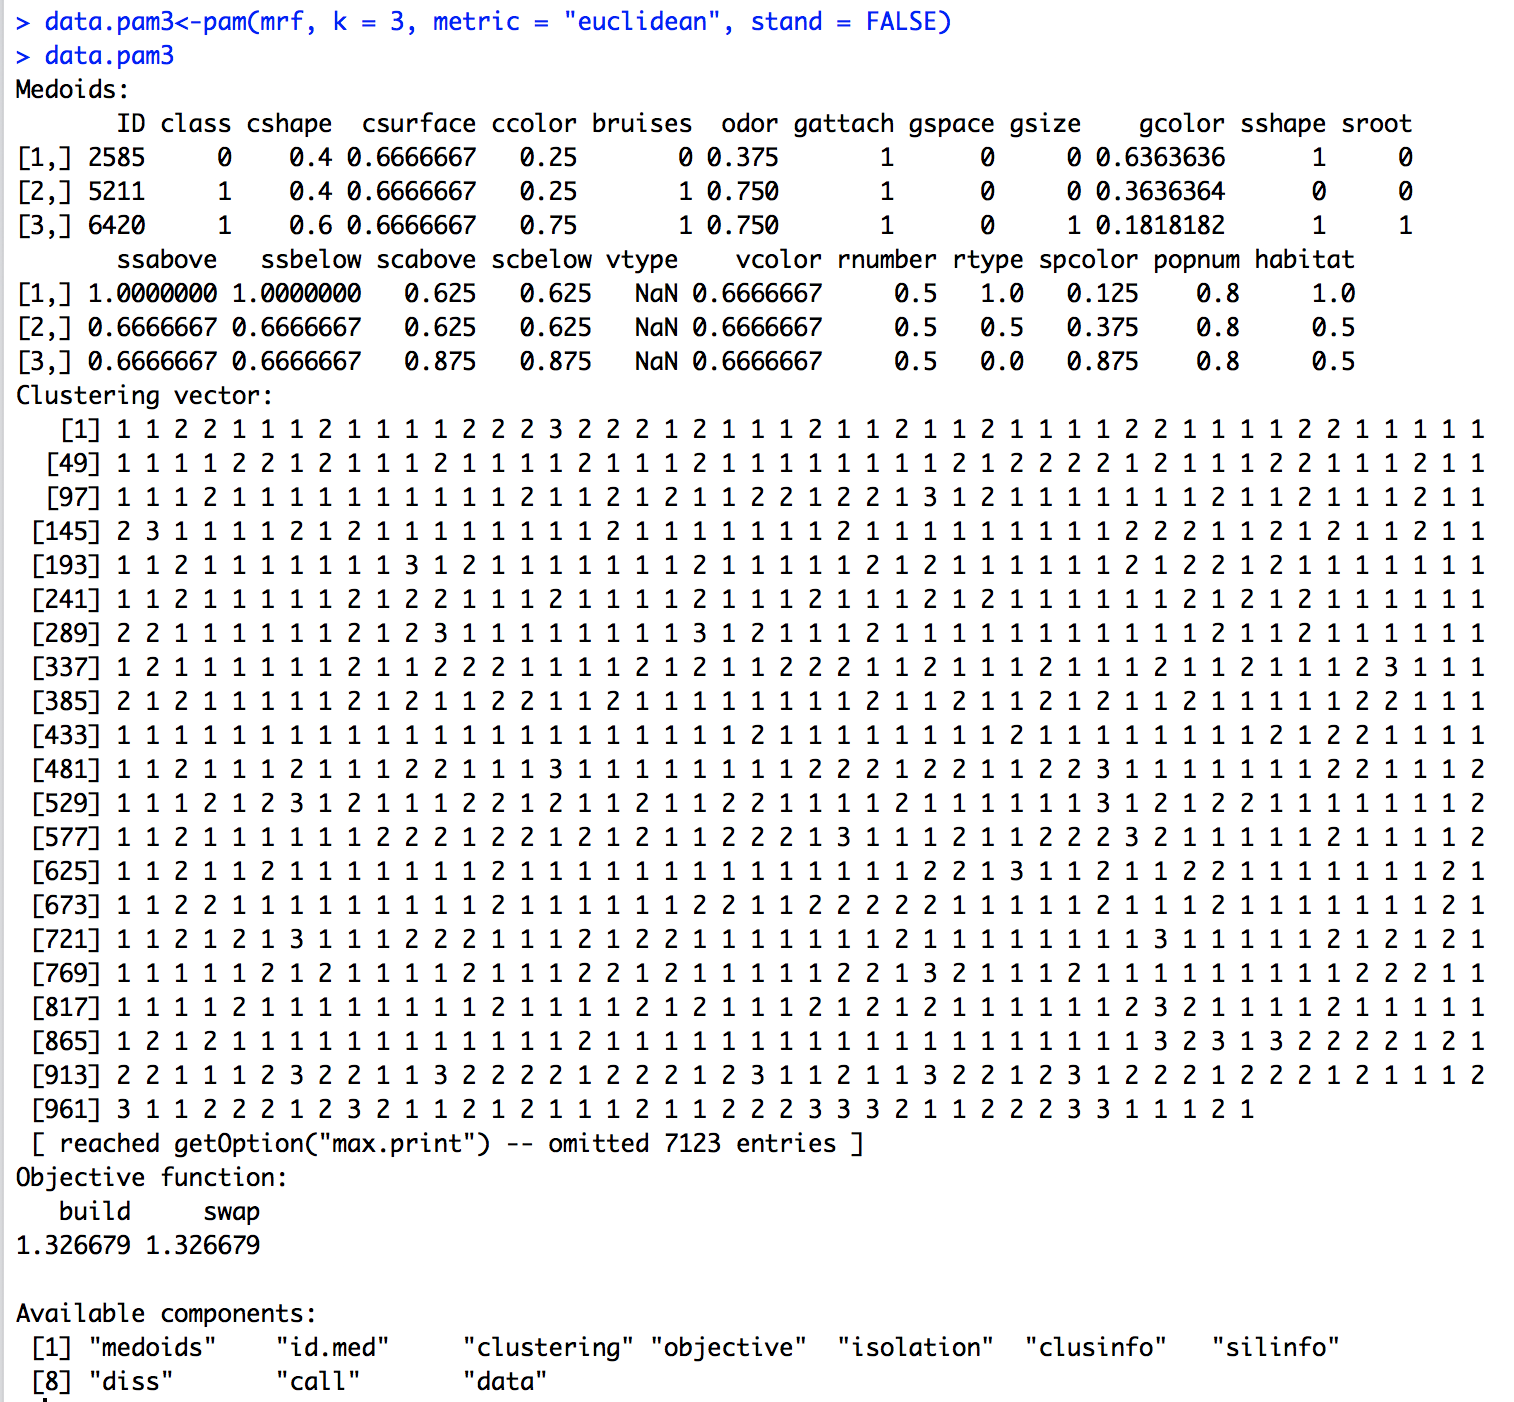 > data.pam3<-pam(mrf, k = 3, metric = "euclidean", stand = FALSE)
> data.pam3
Medoids:
       ID class cshape  csurface ccolor bruises  odor gattach gspace gsize    gcolor sshape sroot
[1,] 2585     0    0.4 0.6666667   0.25       0 0.375       1      0     0 0.6363636      1     0
[2,] 5211     1    0.4 0.6666667   0.25       1 0.750       1      0     0 0.3636364      0     0
[3,] 6420     1    0.6 0.6666667   0.75       1 0.750       1      0     1 0.1818182      1     1
       ssabove   ssbelow scabove scbelow vtype    vcolor rnumber rtype spcolor popnum habitat
[1,] 1.0000000 1.0000000   0.625   0.625   NaN 0.6666667     0.5   1.0   0.125    0.8     1.0
[2,] 0.6666667 0.6666667   0.625   0.625   NaN 0.6666667     0.5   0.5   0.375    0.8     0.5
[3,] 0.6666667 0.6666667   0.875   0.875   NaN 0.6666667     0.5   0.0   0.875    0.8     0.5
Clustering vector:
   [1] 1 1 2 2 1 1 1 2 1 1 1 1 2 2 2 3 2 2 2 1 2 1 1 1 2 1 1 2 1 1 2 1 1 1 1 2 2 1 1 1 1 2 2 1 1 1 1 1
  [49] 1 1 1 1 2 2 1 2 1 1 1 2 1 1 1 1 2 1 1 1 2 1 1 1 1 1 1 1 1 2 1 2 2 2 2 1 2 1 1 1 2 2 1 1 1 2 1 1
  [97] 1 1 1 2 1 1 1 1 1 1 1 1 1 1 2 1 1 2 1 2 1 1 2 2 1 2 2 1 3 1 2 1 1 1 1 1 1 1 2 1 1 2 1 1 1 2 1 1
 [145] 2 3 1 1 1 1 2 1 2 1 1 1 1 1 1 1 1 2 1 1 1 1 1 1 1 2 1 1 1 1 1 1 1 1 1 2 2 2 1 1 2 1 2 1 1 2 1 1
 [193] 1 1 2 1 1 1 1 1 1 1 3 1 2 1 1 1 1 1 1 1 2 1 1 1 1 1 2 1 2 1 1 1 1 1 1 2 1 2 2 1 2 1 1 1 1 1 1 1
 [241] 1 1 2 1 1 1 1 1 2 1 2 2 1 1 1 2 1 1 1 1 2 1 1 1 2 1 1 1 2 1 2 1 1 1 1 1 1 2 1 2 1 2 1 1 1 1 1 1
 [289] 2 2 1 1 1 1 1 1 2 1 2 3 1 1 1 1 1 1 1 1 3 1 2 1 1 1 2 1 1 1 1 1 1 1 1 1 1 1 2 1 1 2 1 1 1 1 1 1
 [337] 1 2 1 1 1 1 1 1 2 1 1 2 2 2 1 1 1 1 2 1 2 1 1 2 2 2 1 1 2 1 1 1 2 1 1 1 2 1 1 2 1 1 1 2 3 1 1 1
 [385] 2 1 2 1 1 1 1 1 2 1 2 1 1 2 2 1 1 2 1 1 1 1 1 1 1 1 2 1 1 2 1 1 2 1 2 1 1 2 1 1 1 1 1 2 2 1 1 1
 [433] 1 1 1 1 1 1 1 1 1 1 1 1 1 1 1 1 1 1 1 1 1 1 2 1 1 1 1 1 1 1 1 2 1 1 1 1 1 1 1 1 2 1 2 2 1 1 1 1
 [481] 1 1 2 1 1 1 2 1 1 1 2 2 1 1 1 3 1 1 1 1 1 1 1 1 2 2 2 1 2 2 1 1 2 2 3 1 1 1 1 1 1 1 2 2 1 1 1 2
 [529] 1 1 1 2 1 2 3 1 2 1 1 1 2 2 1 2 1 1 2 1 1 2 2 1 1 1 1 2 1 1 1 1 1 1 3 1 2 1 2 2 1 1 1 1 1 1 1 2
 [577] 1 1 2 1 1 1 1 1 1 2 2 2 1 2 2 1 2 1 2 1 1 2 2 2 1 3 1 1 1 2 1 1 2 2 2 3 2 1 1 1 1 1 2 1 1 1 1 2
 [625] 1 1 2 1 1 2 1 1 1 1 1 1 1 2 1 1 1 1 1 1 1 1 1 1 1 1 1 1 2 2 1 3 1 1 2 1 1 2 2 1 1 1 1 1 1 1 2 1
 [673] 1 1 2 2 1 1 1 1 1 1 1 1 1 2 1 1 1 1 1 1 2 2 1 1 2 2 2 2 2 1 1 1 1 1 2 1 1 1 2 1 1 1 1 1 1 1 2 1
 [721] 1 1 2 1 2 1 3 1 1 1 2 2 2 1 1 1 2 1 2 2 1 1 1 1 1 1 1 2 1 1 1 1 1 1 1 1 3 1 1 1 1 1 2 1 2 1 2 1
 [769] 1 1 1 1 1 2 1 2 1 1 1 1 2 1 1 1 2 2 1 2 1 1 1 1 1 2 2 1 3 2 1 1 1 2 1 1 1 1 1 1 1 1 1 2 2 2 1 1
 [817] 1 1 1 1 2 1 1 1 1 1 1 1 1 2 1 1 1 1 2 1 2 1 1 1 2 1 2 1 2 1 1 1 1 1 1 2 3 2 1 1 1 1 2 1 1 1 1 1
 [865] 1 2 1 2 1 1 1 1 1 1 1 1 1 1 1 1 2 1 1 1 1 1 1 1 1 1 1 1 1 1 1 1 1 1 1 1 3 2 3 1 3 2 2 2 2 1 2 1
 [913] 2 2 1 1 1 2 3 2 2 1 1 3 2 2 2 2 1 2 2 2 1 2 3 1 1 2 1 1 3 2 2 1 2 3 1 2 2 2 1 2 2 2 1 2 1 1 1 2
 [961] 3 1 1 2 2 2 1 2 3 2 1 1 2 1 2 1 1 1 2 1 1 2 2 2 3 3 3 2 1 1 2 2 2 3 3 1 1 1 2 1
 [ reached getOption("max.print") -- omitted 7123 entries ]
Objective function:
   build     swap
1.326679 1.326679

Available components:
 [1] "medoids"    "id.med"     "clustering" "objective"  "isolation"  "clusinfo"   "silinfo"
 [8] "diss"       "call"       "data"